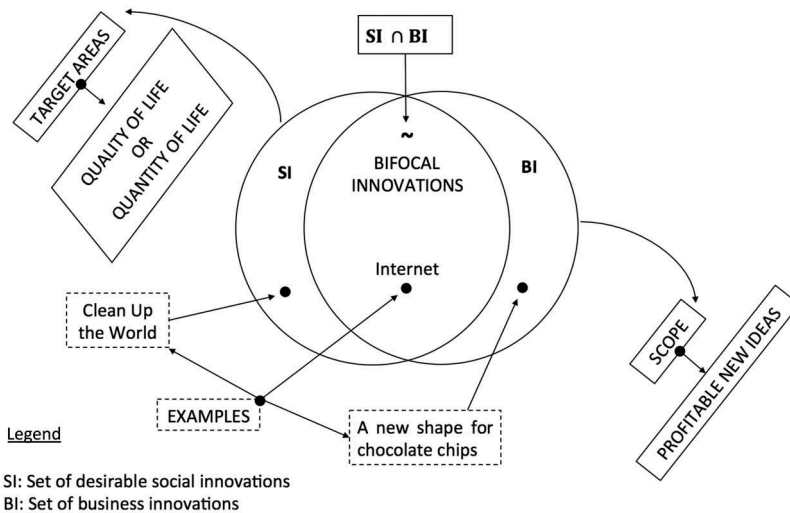 SI ∩ BI
TARGET AREAS
QUALITY OF LIFE
OR
QUANTITY OF LIFE
~
SI
BIFOCAL
INNOVATIONS
BI
Internet
Clean Up
the World
EXAMPLES
A new shape for
chocolate chips
SCOPE
PROFITABLE NEW IDEAS
Legend
SI: Set of desirable social innovations
BI: Set of business innovations